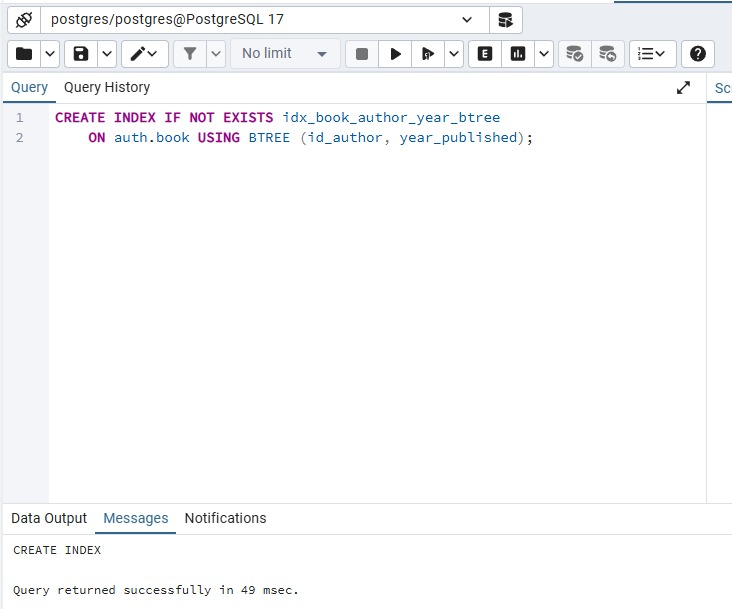 postgres/postgres@PostgreSQL 17
No limit
E
Query Query History
Sc
1 CREATE INDEX IF NOT EXISTS idx_book_author_year_btree
2 ON auth.book USING BTREE (id_author, year_published);
Data Output Messages Notifications
CREATE INDEX
Query returned successfully in 49 msec.